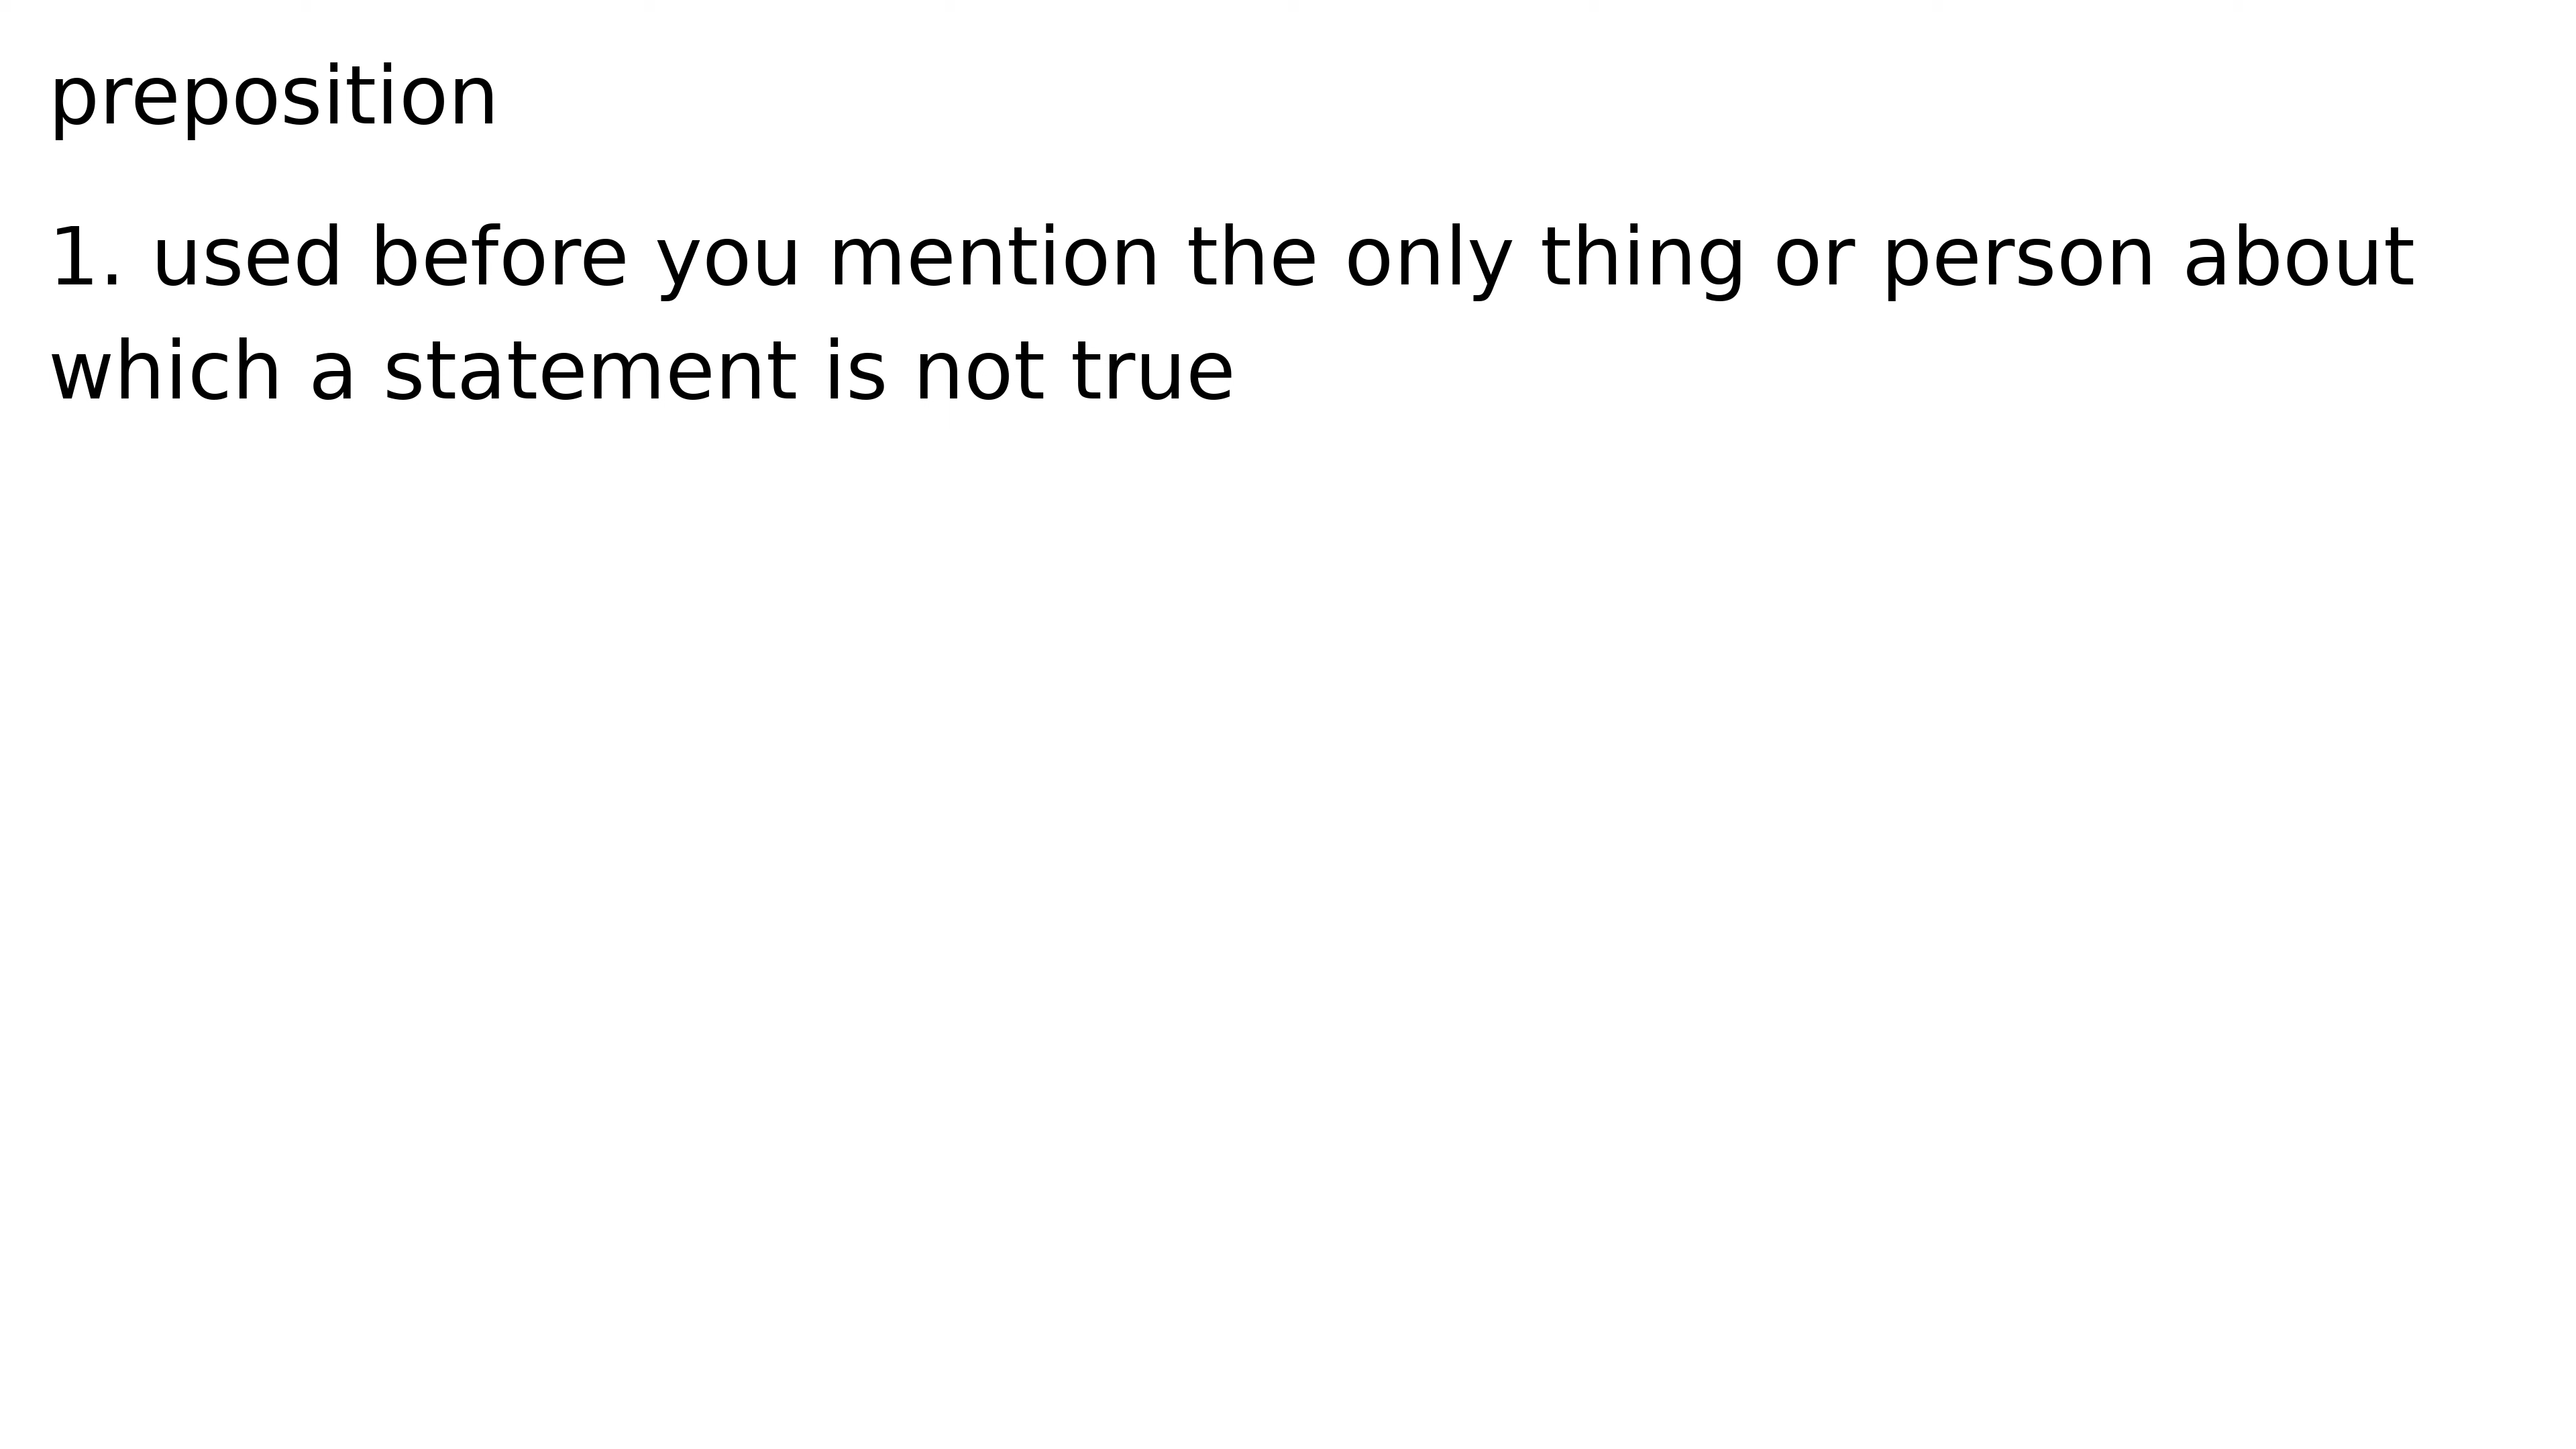 preposition
1. used before you mention the only thing or person about
which a statement is not true